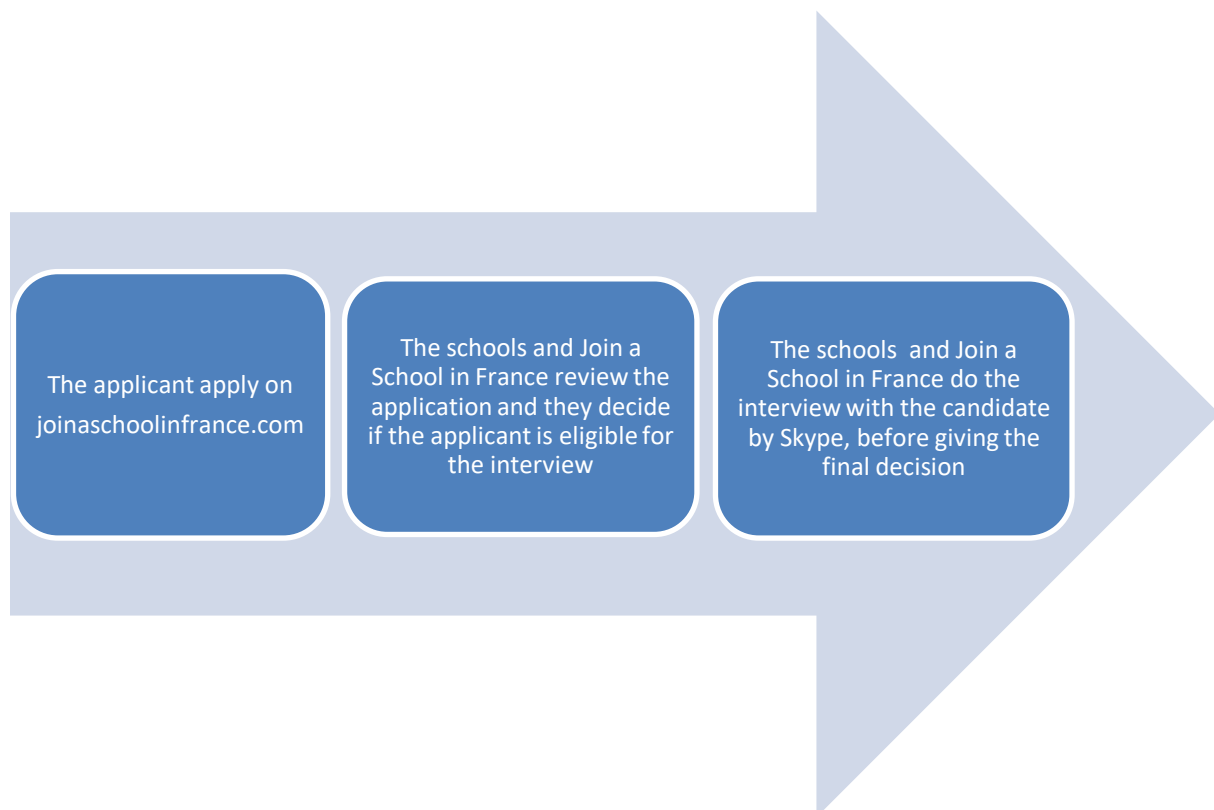 The applicant apply on
joinaschoolinfrance.com
The schools and Join a
School in France review the
application and they decide
if the applicant is eligible for
the interview
The schools  and Join a
School in France do the
interview with the candidate
by Skype, before giving the
final decision